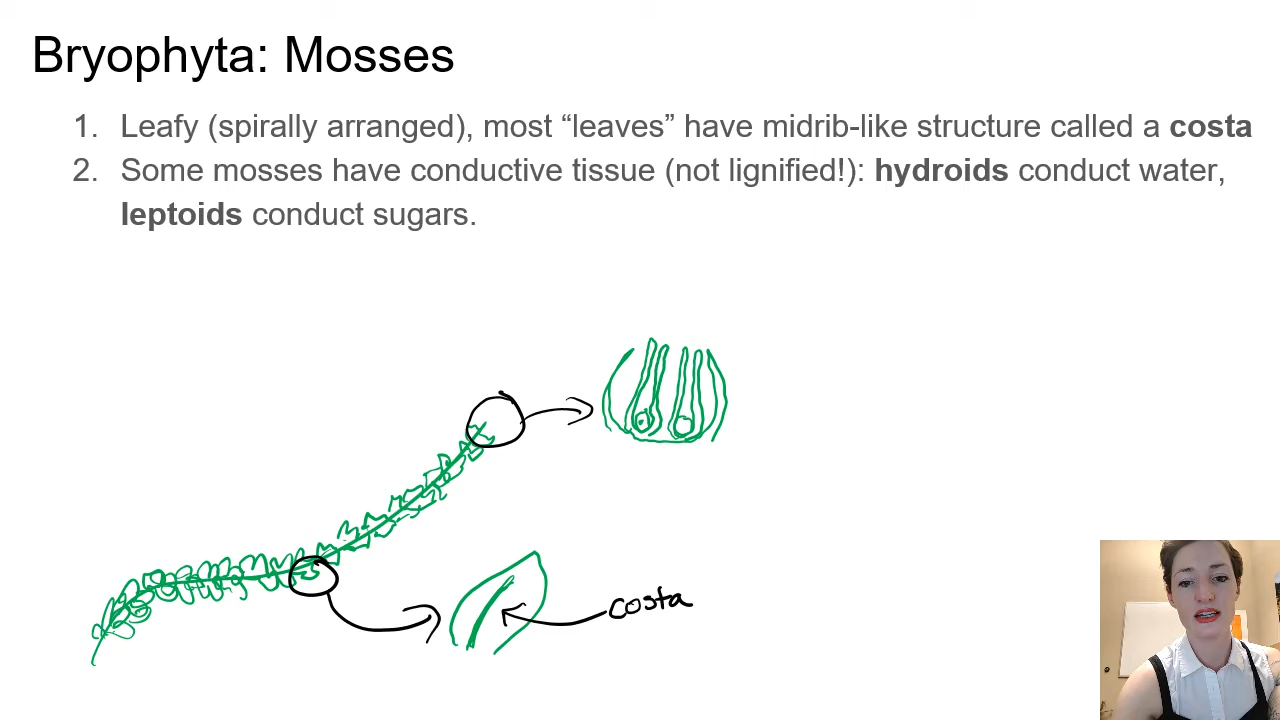 Bryophyta: Mosses
1. Leafy (spirally arranged), most “leaves” have midrib-like structure called a costa
2. Some mosses have conductive tissue (not lignified!): hydroids conduct water,
leptoids conduct sugars.
costa